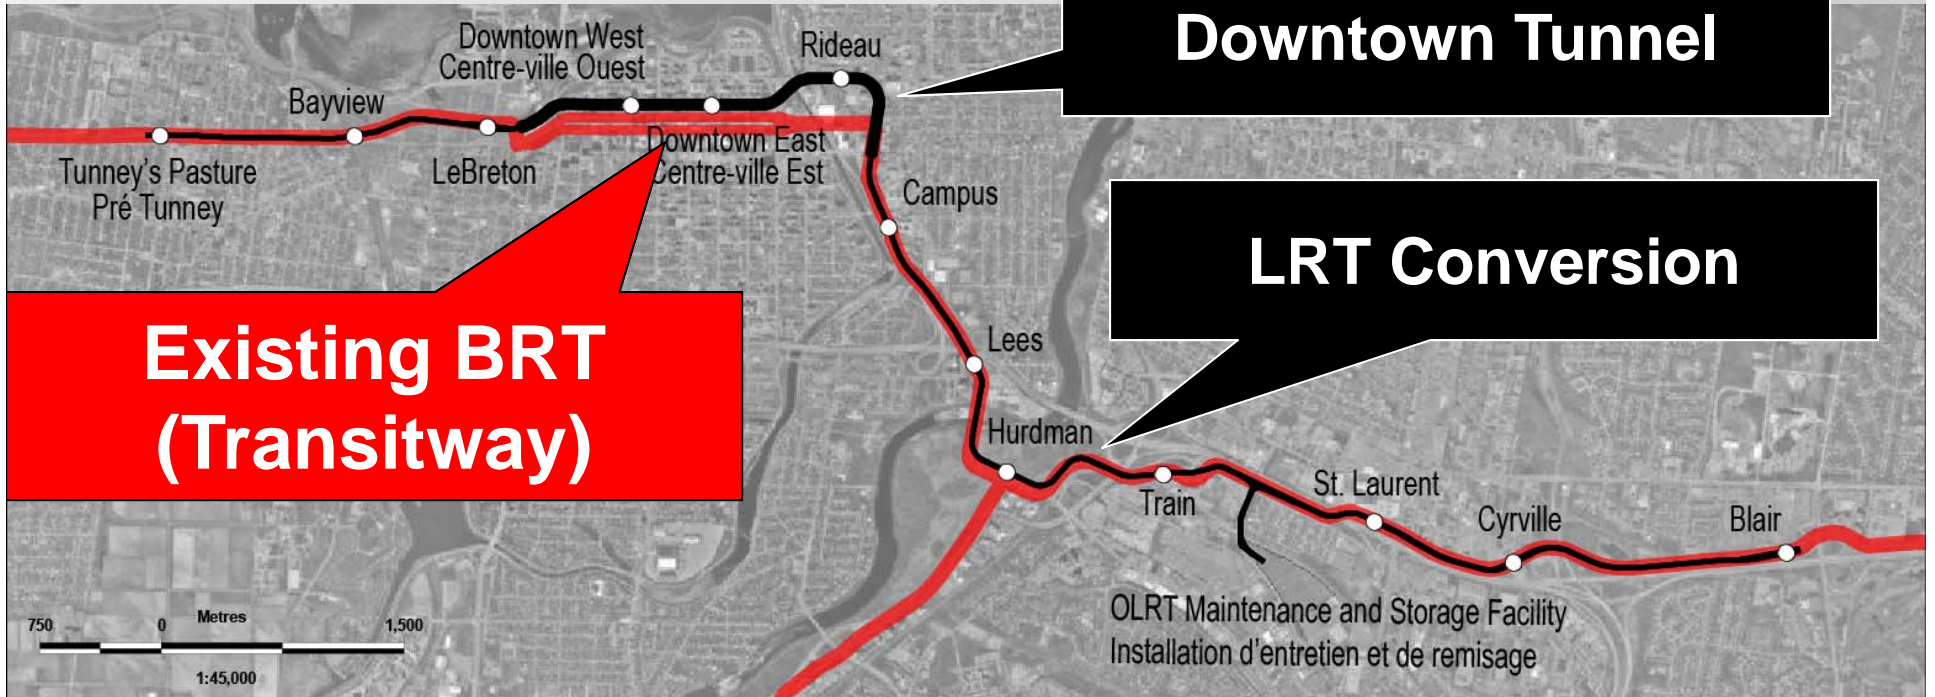 Downtown Tunnel
Downtown West
Centre-ville Ouest
Rideau
Bayview
Downtown East
Centre-ville Est
Tunney's Pasture
Pré Tunney
LeBreton
Campus
LRT Conversion
Existing BRT
(Transitway)
Lees
Hurdman
Train
St. Laurent
Cyrville
Blair
OLRT Maintenance and Storage Facility
Installation d'entretien et de remisage
Metres
750 0 1,500
1:45,000